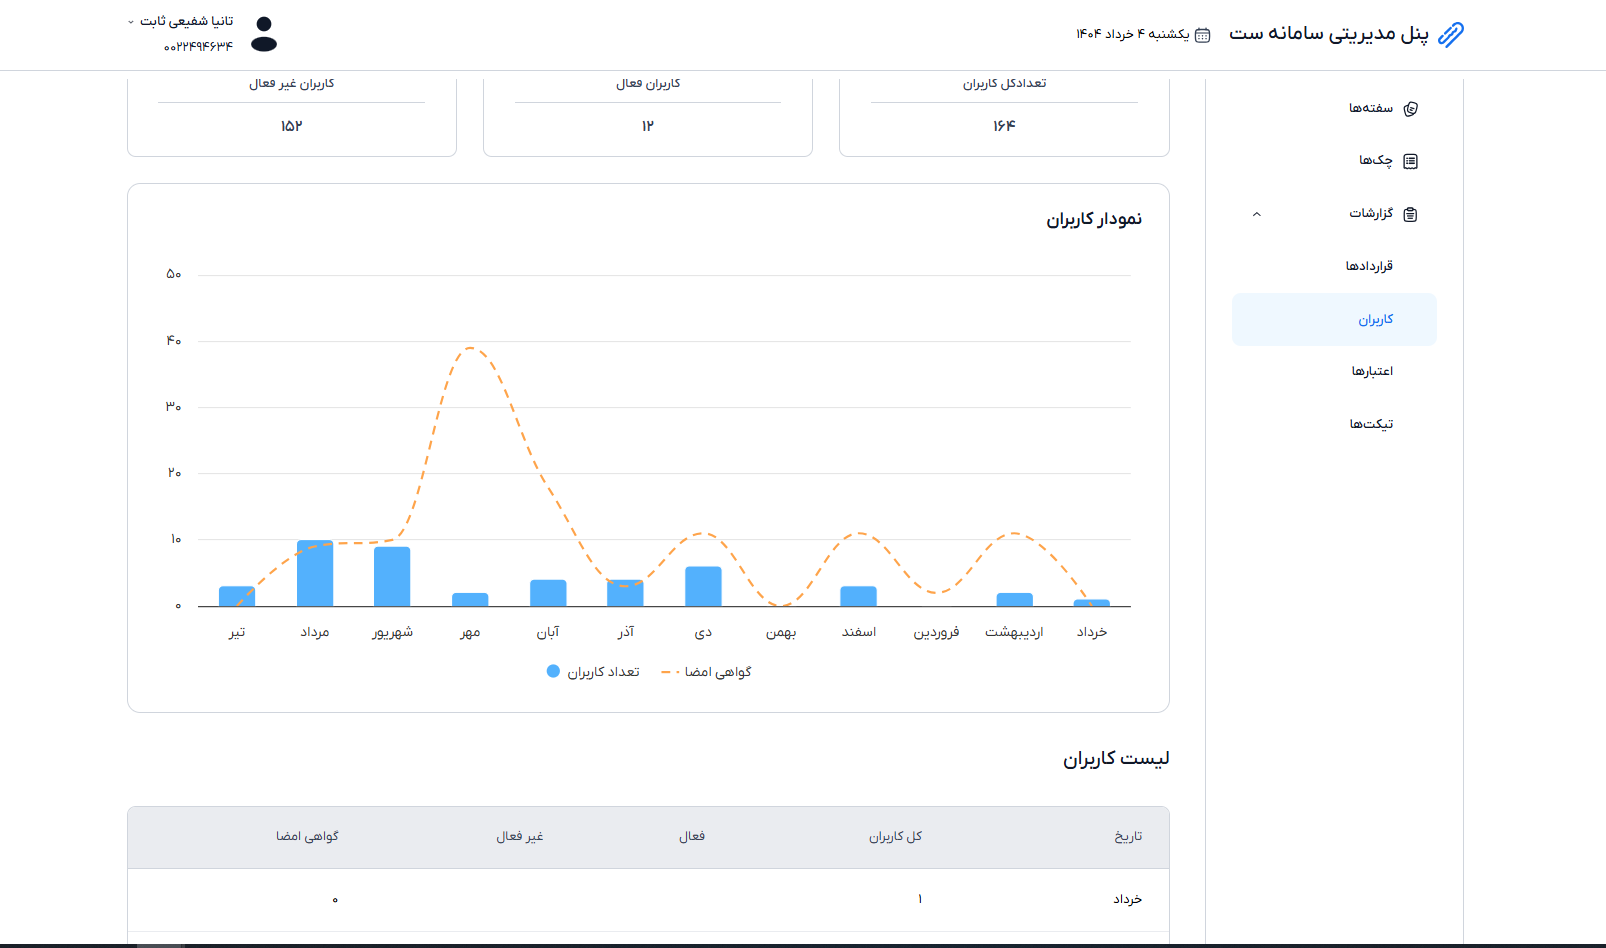 پنل مدیریتی سامانه ست
یکشنبه ۴ خرداد ۱۴۰۴
تانیا شفیعی ثابت
۰۰۲۲۴۹۴۶۳۴
سفته‌ها
چک‌ها
گزارشات
قراردادها
کاربران
اعتبارها
تیکت‌ها
تعدادکل کاربران
۱۶۴
کاربران فعال
۱۲
کاربران غیر فعال
۱۵۲
نمودار کاربران
۵۰
۴۰
۳۰
۲۰
۱۰
۰
تیر مرداد شهریور مهر آبان آذر دی بهمن اسفند فروردین اردیبهشت خرداد
گواهی امضا تعداد کاربران
لیست کاربران
تاریخ کل کاربران فعال غیر فعال گواهی امضا
خرداد ۱ ۰